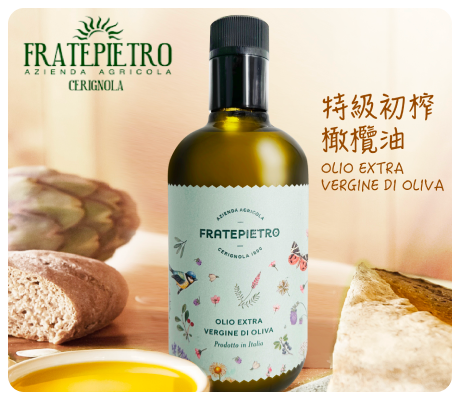 FRATEPIETRO
AZIENDA AGRICOLA
CERIGNOLA
特級初榨
橄欖油
OLIO EXTRA
VERGINE DI OLIVA
AZIENDA AGRICOLA
FRATEPIETRO
CERIGNOLA 1900
OLIO EXTRA
VERGINE DI OLIVA
Prodotto in Italia